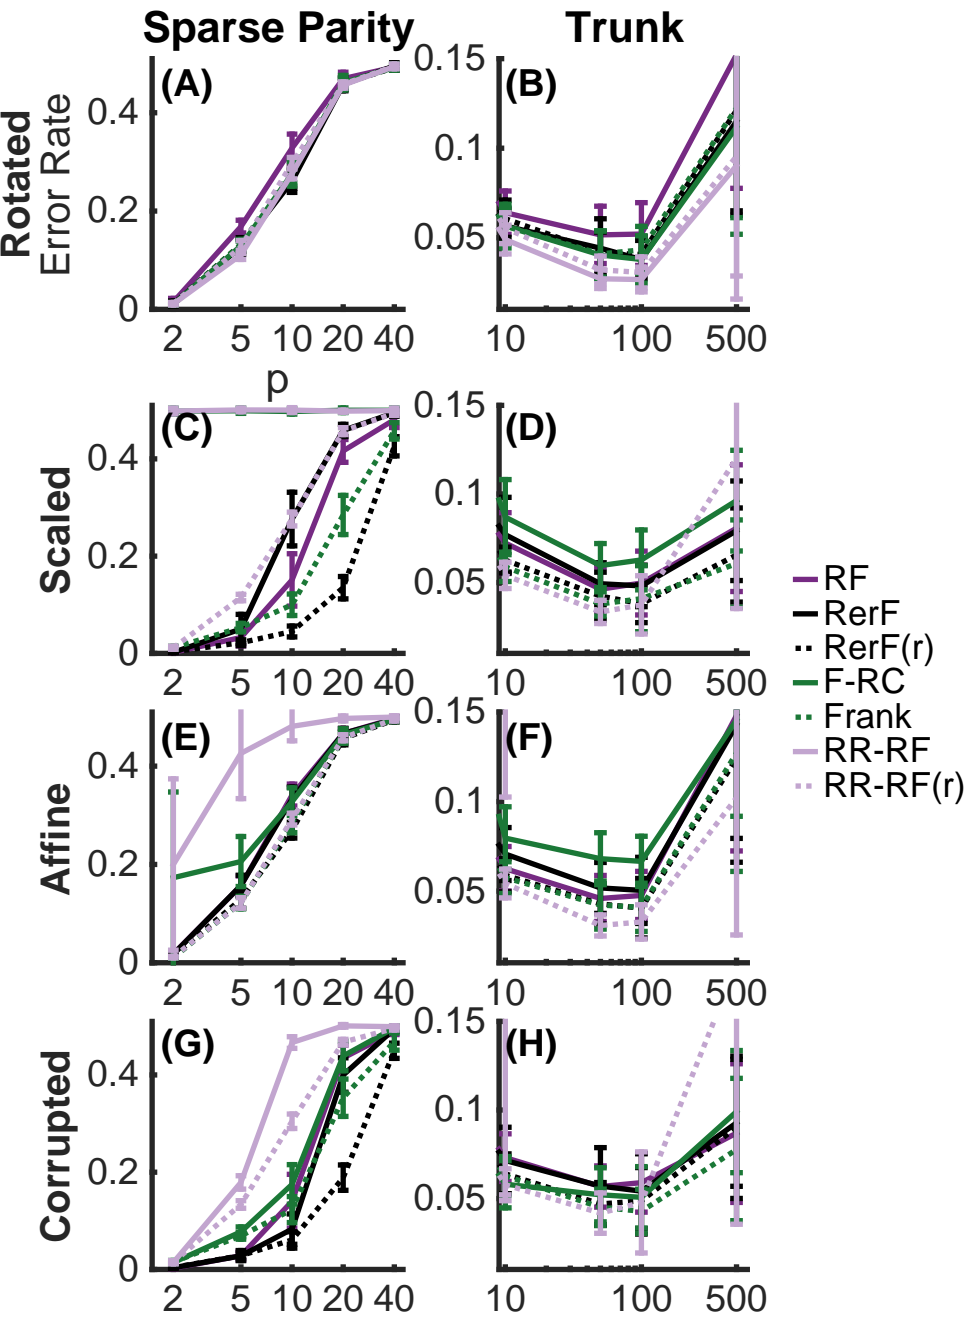 Sparse Parity
Trunk
Rotated
Error Rate
(A)
0.4
0.2
0
2 5 10 20 40
p
(B)
0.15
0.1
0.05
10 100 500
Scaled
(C)
0.4
0.2
0
2 5 10 20 40
(D)
0.15
0.1
0.05
10 100 500
Affine
(E)
0.4
0.2
0
2 5 10 20 40
(F)
0.15
0.1
0.05
10 100 500
Corrupted
(G)
0.4
0.2
0
2 5 10 20 40
(H)
0.15
0.1
0.05
10 100 500
RF
RerF
RerF(r)
F-RC
Frank
RR-RF
RR-RF(r)